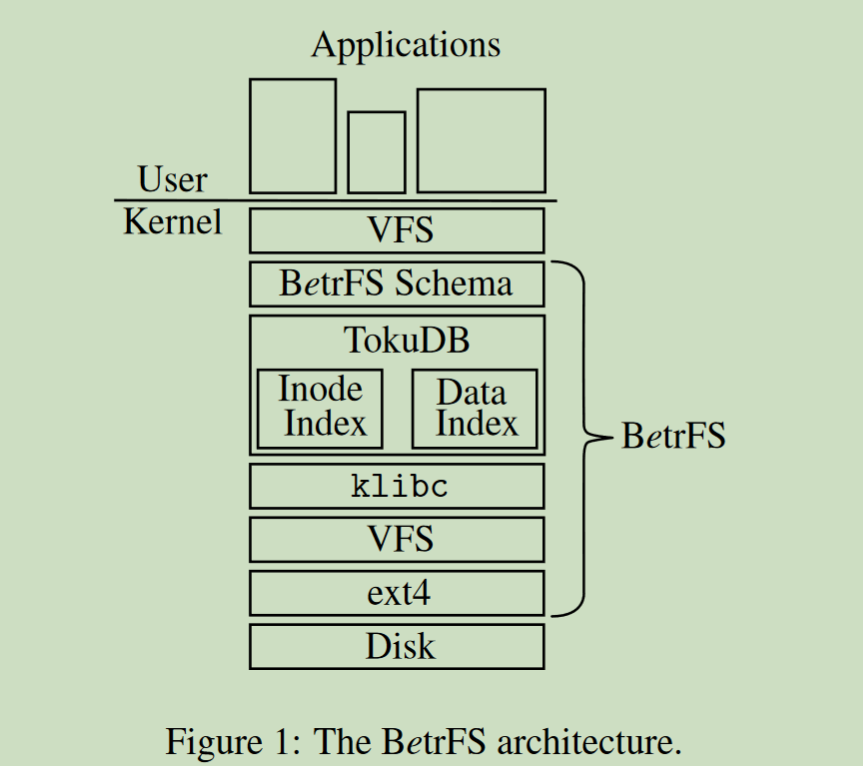 Applications
User
Kernel
VFS
BetrFS Schema
TokuDB
Inode
Index
Data
Index
klibc
VFS
ext4
Disk
BetrFS
Figure 1: The BetrFS architecture.